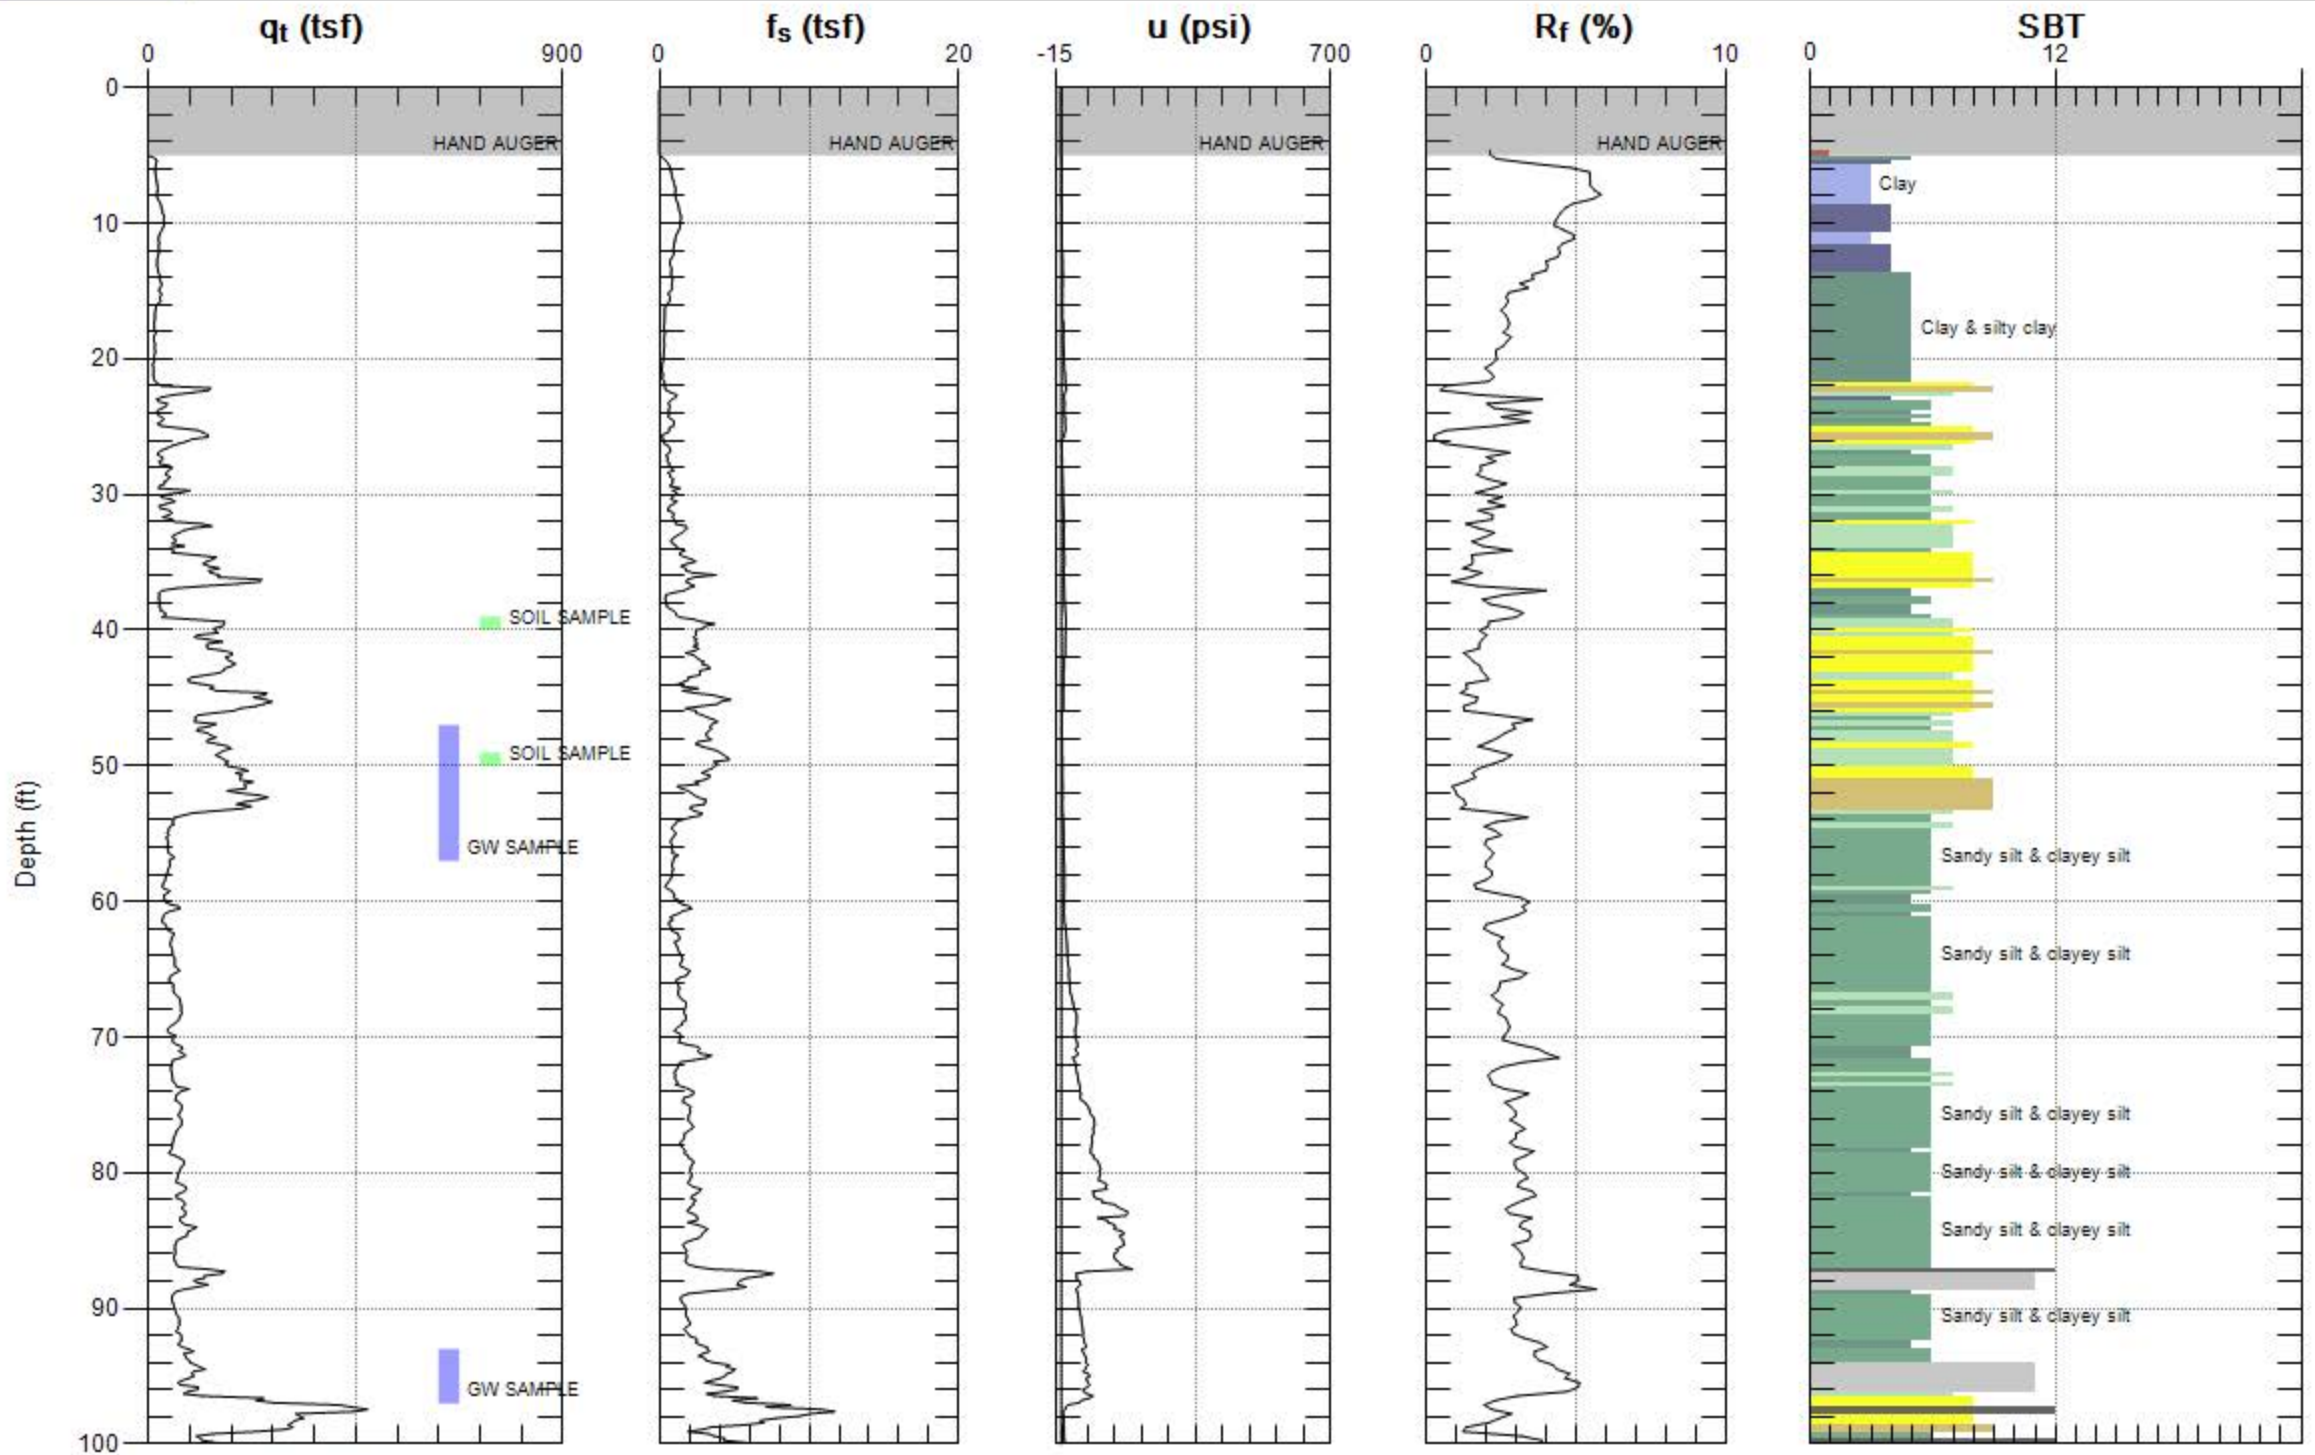 qt (tsf) fs (tsf) u (psi) Rf (%) SBT
0 900 0 20 -15 700 0 10 0 12
0
HAND AUGER HAND AUGER HAND AUGER HAND AUGER
Clay
10
Clay & silty clay
20
30
SOIL SAMPLE
40
SOIL SAMPLE
50
Depth (ft)
GW SAMPLE
Sandy silt & clayey silt
60
Sandy silt & clayey silt
70
Sandy silt & clayey silt
80
Sandy silt & clayey silt
Sandy silt & clayey silt
90
Sandy silt & clayey silt
GW SAMPLE
100